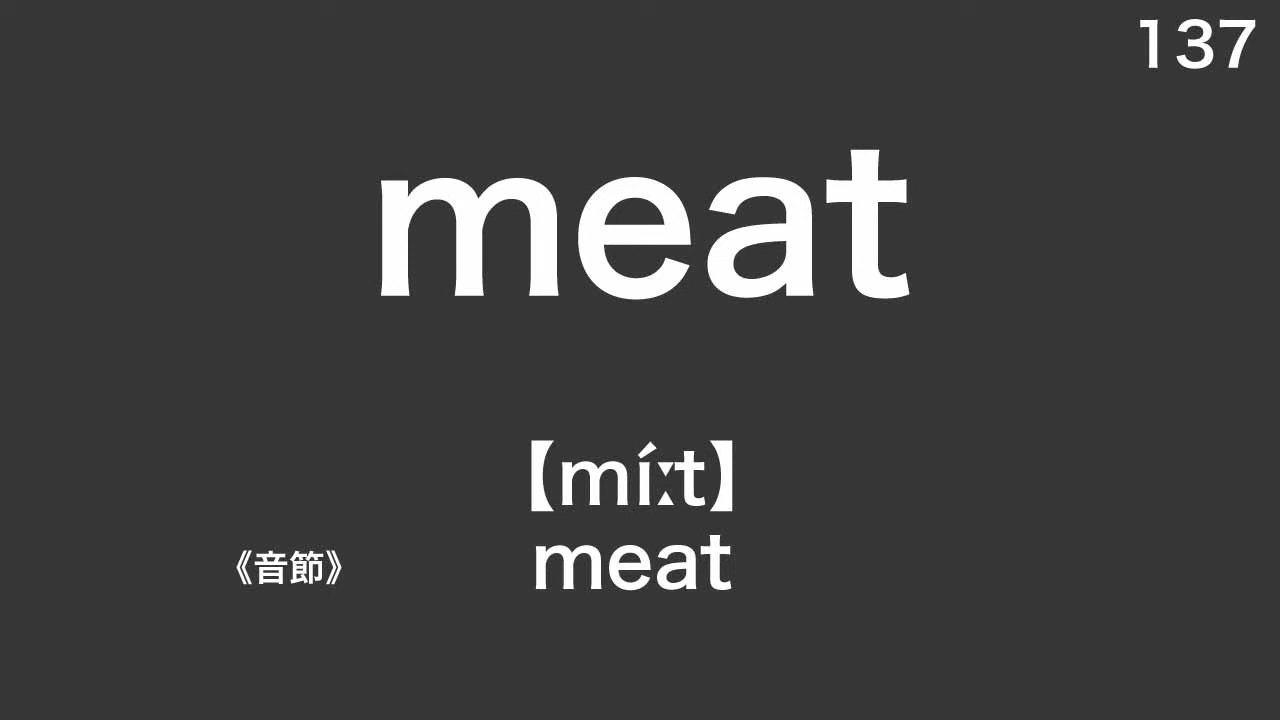 137
meat
【míːt】
《音節》 meat